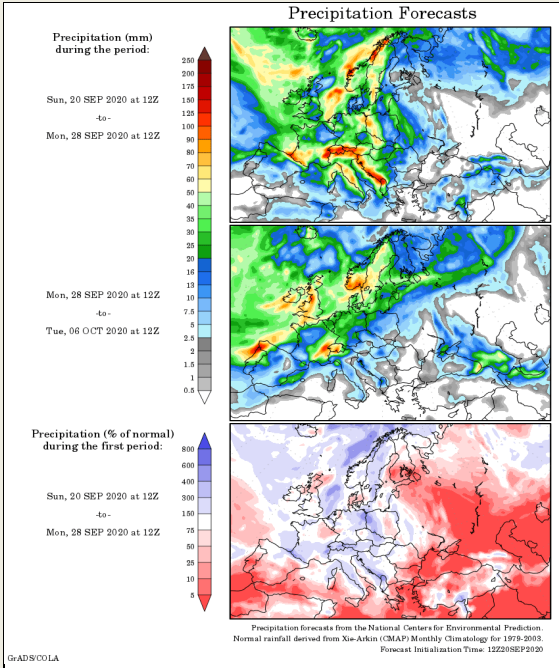 Precipitation Forecasts
Precipitation (mm)
during the period:
Sun, 20 SEP 2020 at 12Z
-to-
Mon, 28 SEP 2020 at 12Z
Mon, 28 SEP 2020 at 12Z
-to-
Tue, 06 OCT 2020 at 12Z
250
200
175
150
125
100
90
80
70
60
50
40
35
30
25
20
16
13
10
7.5
5
2.5
2
1.5
1
0.5
Precipitation (% of normal)
during the first period:
Sun, 20 SEP 2020 at 12Z
-to-
Mon, 28 SEP 2020 at 12Z
800
600
400
300
150
75
50
25
10
5
Precipitation forecasts from the National Centers for Environmental Prediction.
Normal rainfall derived from Xie-Arkin (CMAP) Monthly Climatology for 1979-2003.
Forecast Initialization Time: 12Z20SEP2020
GrADS/COLA